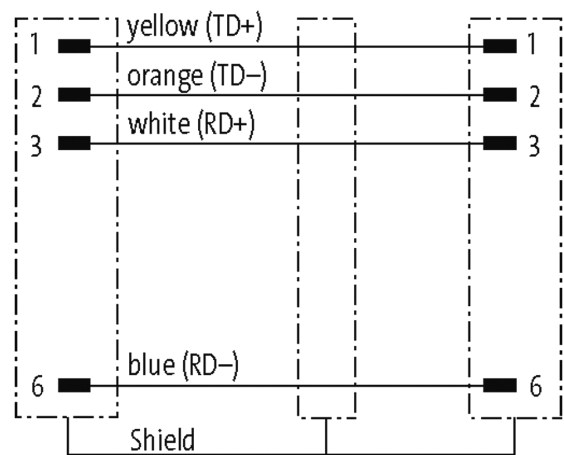 1 yellow (TD+) 1
2 orange (TD–) 2
3 white (RD+) 3
6 blue (RD–) 6
Shield